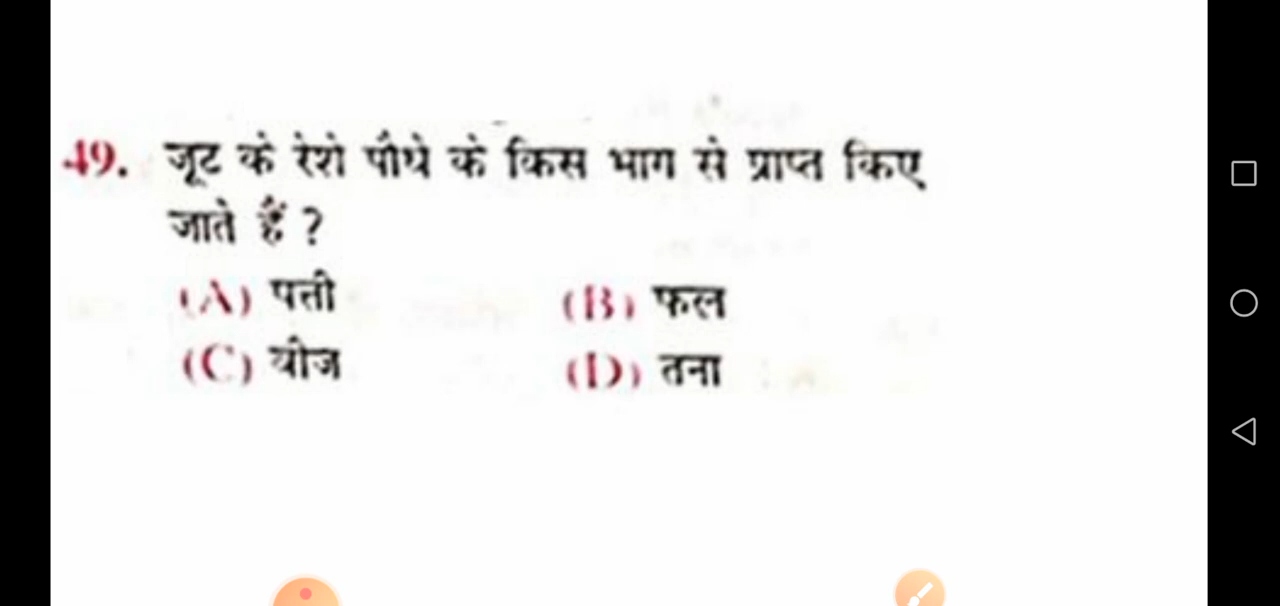 49. जूट के रेशे पौधे के किस भाग से प्राप्त किए
जाते हैं ?
(A) पत्ती (B) फल
(C) बीज (D) तना